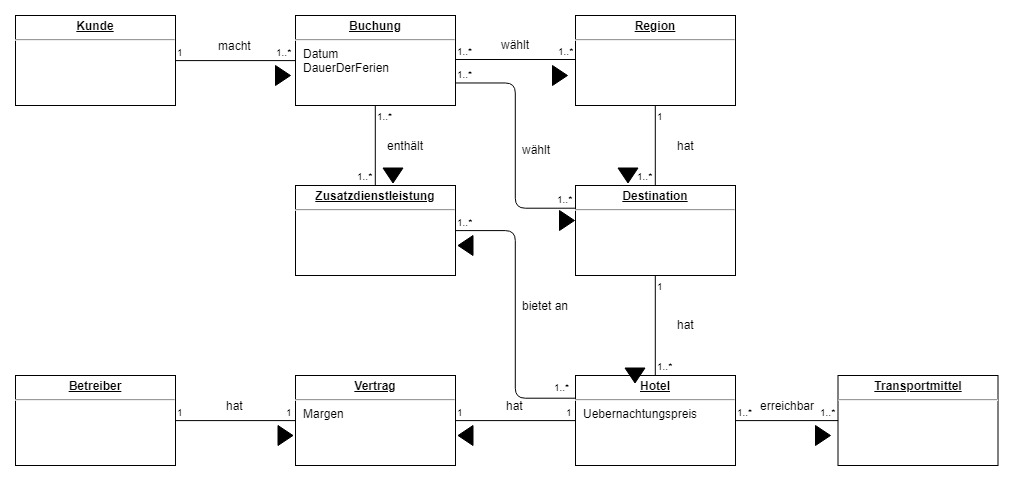 Kunde
1
macht
1..*
Buchung
Datum
DauerDerFerien
1..*
wählt
1..*
Region
1..*
1..*
enthält
1..*
wählt
1
hat
1..*
Zusatzdienstleistung
1..*
1..*
Destination
bietet an
1
hat
1..*
1..*
Betreiber
1
hat
1
Vertrag
Margen
1
hat
1
Hotel
Uebernachtungspreis
1..*
erreichbar
1..*
Transportmittel